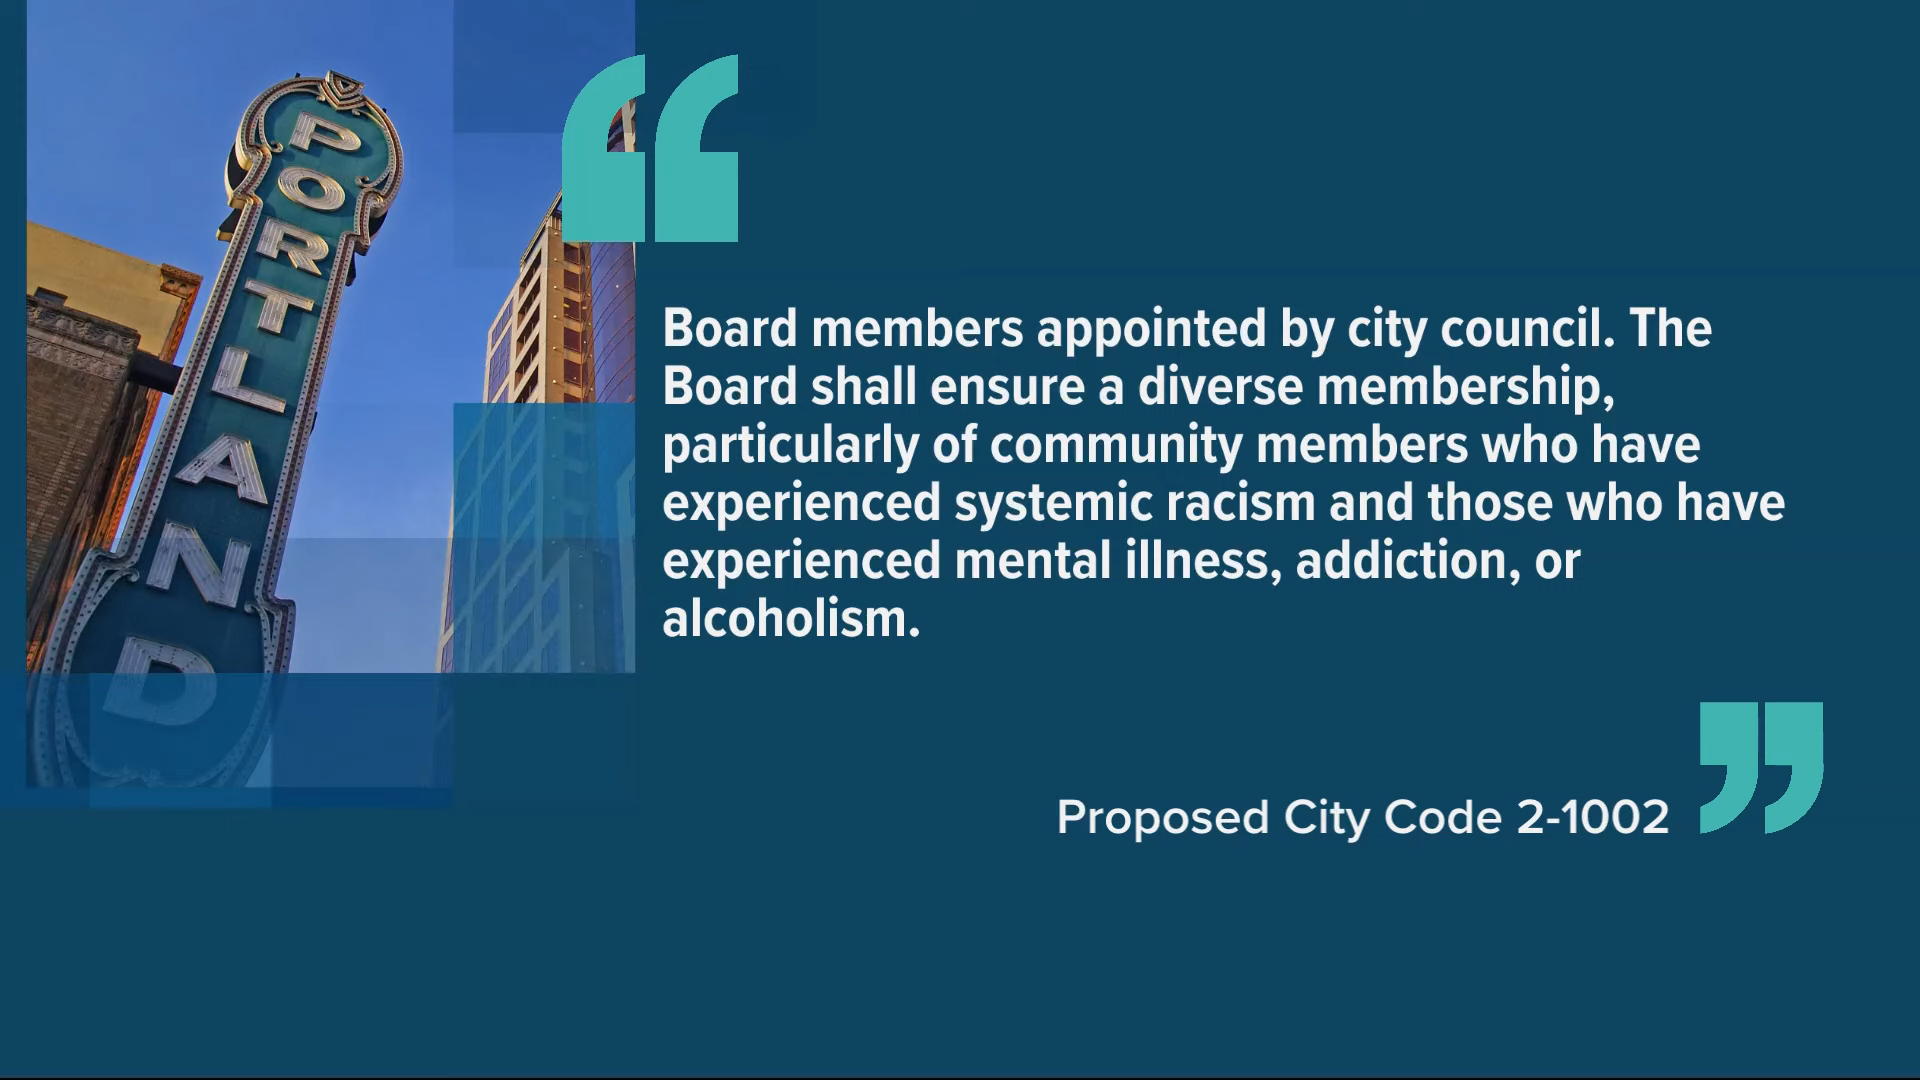 PORTLAND
Board members appointed by city council. The
Board shall ensure a diverse membership,
particularly of community members who have
experienced systemic racism and those who have
experienced mental illness, addiction, or
alcoholism.
Proposed City Code 2-1002